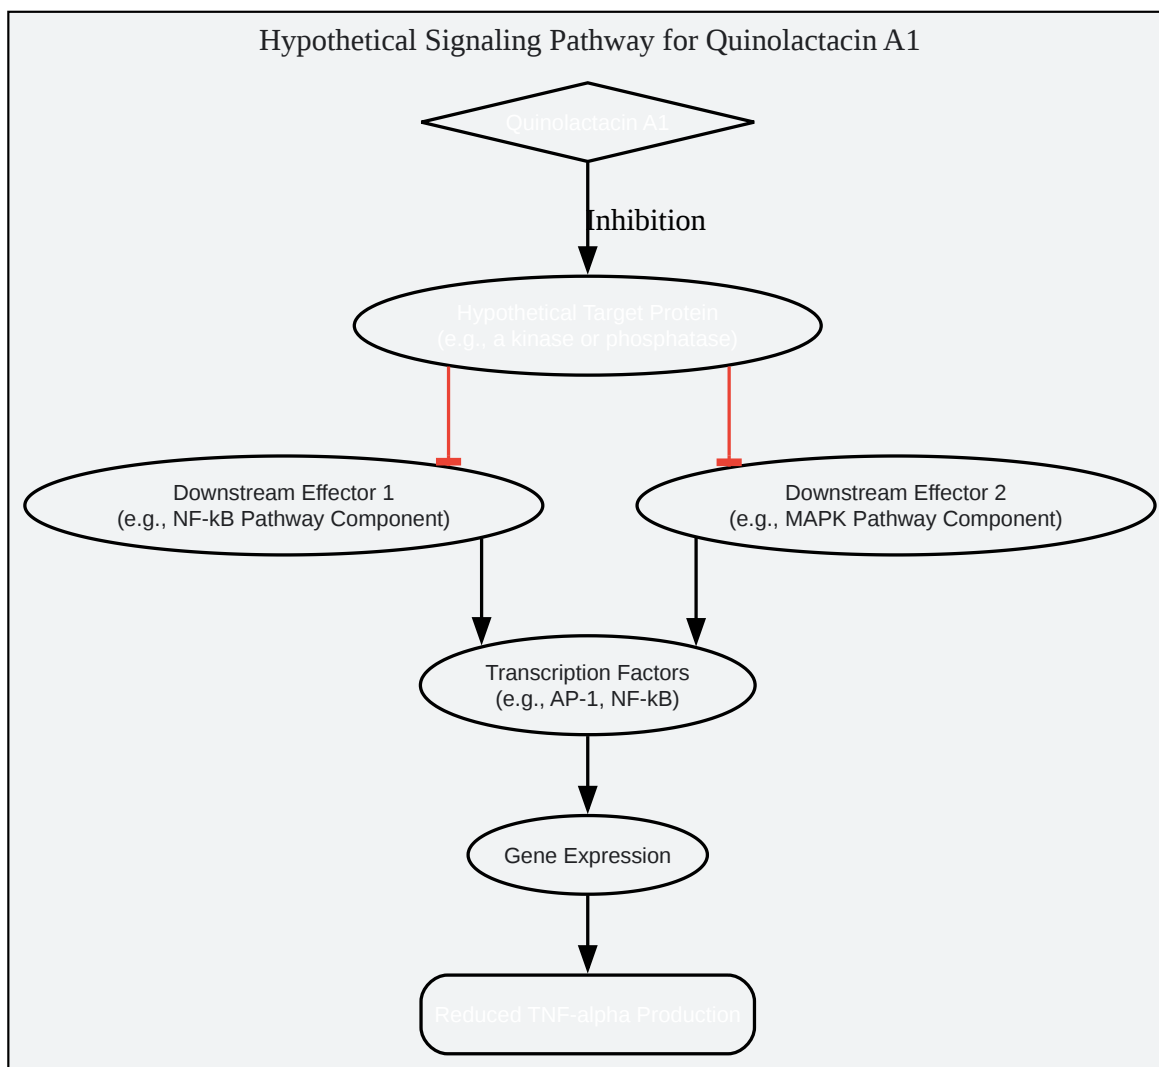 Hypothetical Signaling Pathway for Quinolactacin A1
Quinolactacin A1
Inhibition
Hypothetical Target Protein
(e.g., a kinase or phosphatase)
Downstream Effector 1
(e.g., NF-kB Pathway Component)
Downstream Effector 2
(e.g., MAPK Pathway Component)
Transcription Factors
(e.g., AP-1, NF-kB)
Gene Expression
Reduced TNF-alpha Production